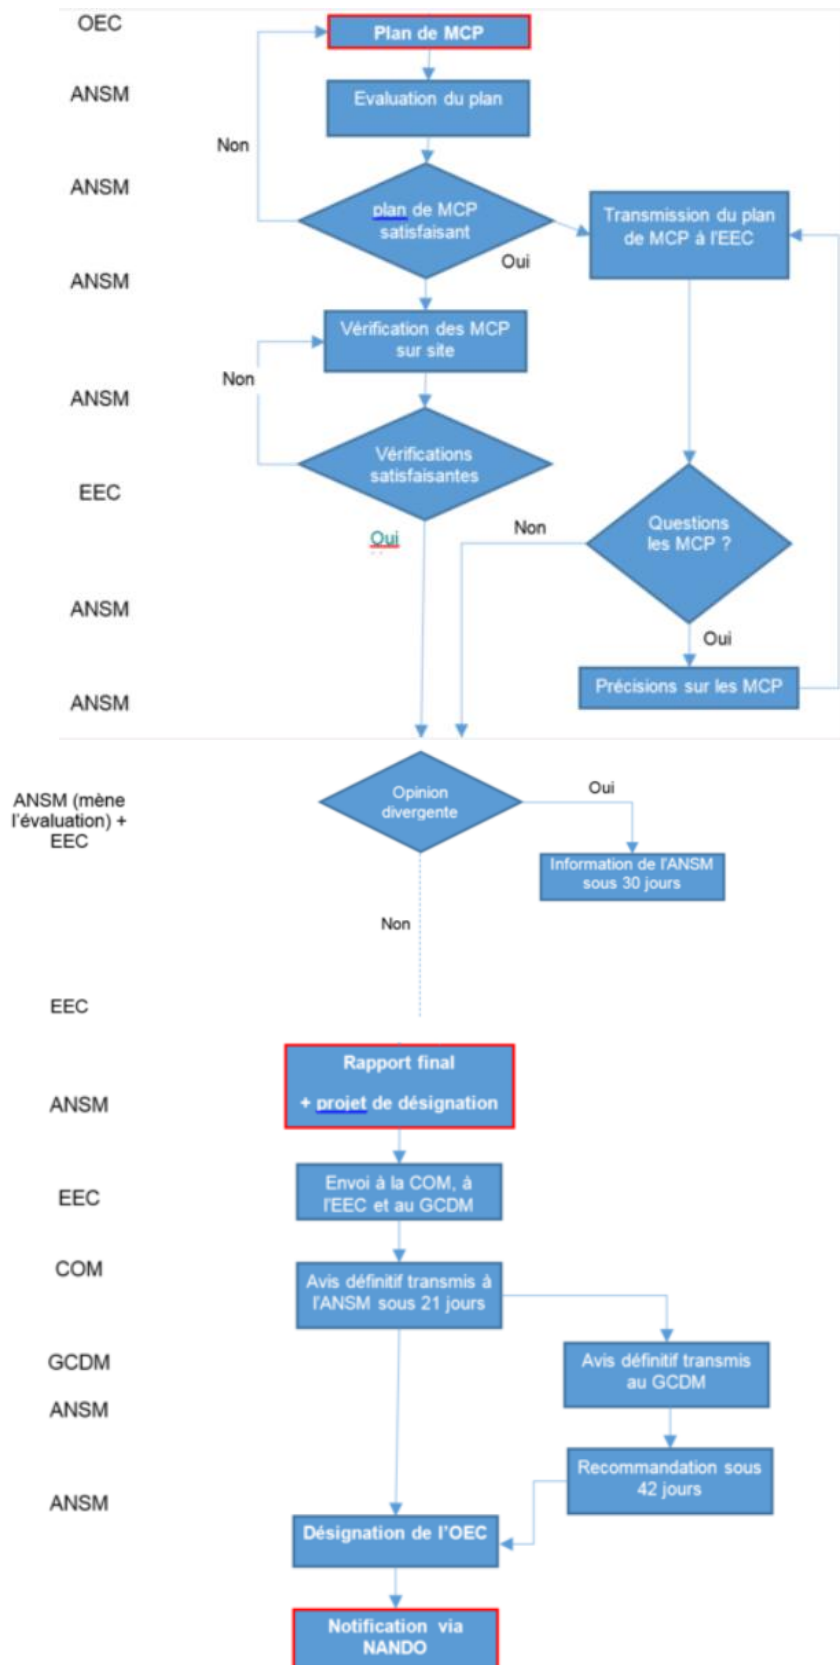 OEC
Plan de MCP
ANSM
Evaluation du plan
Non
ANSM
plan de MCP
satisfaisant
Transmission du plan
de MCP à l'EEC
Oui
ANSM
Vérification des MCP
sur site
Non
ANSM
Vérifications
satisfaisantes
EEC
Oui
Non
Questions
les MCP ?
ANSM
Oui
ANSM
Précisions sur les MCP
ANSM (mène
l'évaluation) +
EEC
Opinion
divergente
Oui
Information de l'ANSM
sous 30 jours
Non
EEC
Rapport final
+ projet de désignation
ANSM
EEC
Envoi à la COM, à
l'EEC et au GCDM
COM
Avis définitif transmis à
l'ANSM sous 21 jours
GCDM
Avis définitif transmis
au GCDM
ANSM
Recommandation sous
42 jours
ANSM
Désignation de l'OEC
Notification via
NANDO